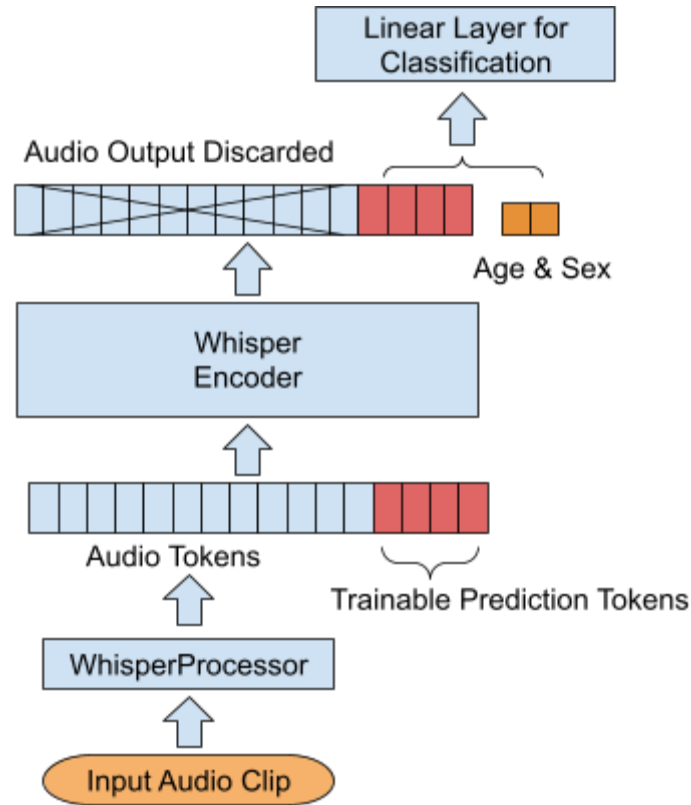 Linear Layer for
Classification
Audio Output Discarded
Age & Sex
Whisper
Encoder
Audio Tokens
Trainable Prediction Tokens
WhisperProcessor
Input Audio Clip